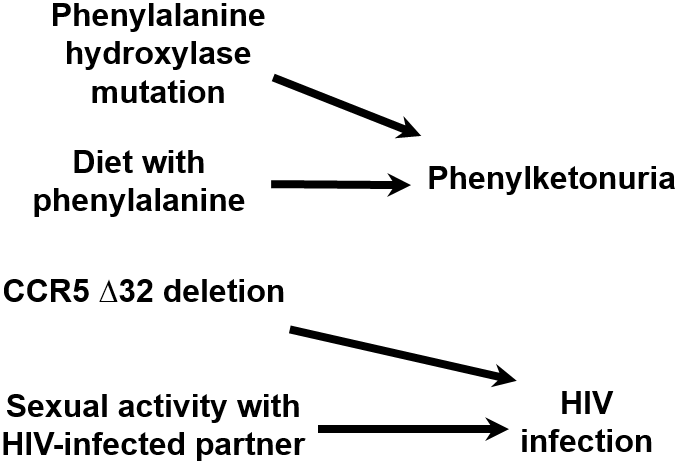 Phenylalanine
hydroxylase
mutation
Diet with
phenylalanine
Phenylketonuria
CCR5 Δ32 deletion
Sexual activity with
HIV-infected partner
HIV
infection